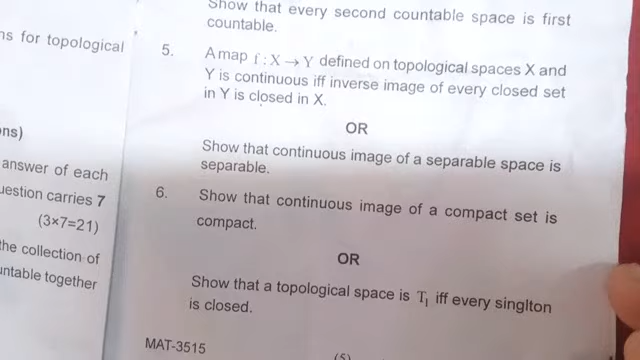 Show that every second countable space is first
countable.
ns for topological
5. A map f : X → Y defined on topological spaces X and
Y is continuous iff inverse image of every closed set
in Y is closed in X.
OR
ons)
Show that continuous image of a separable space is
separable.
answer of each
uestion carries 7
(3×7=21)
6. Show that continuous image of a compact set is
compact.
the collection of
untable together
OR
Show that a topological space is T₁ iff every singlton
is closed.
MAT-3515
(5)